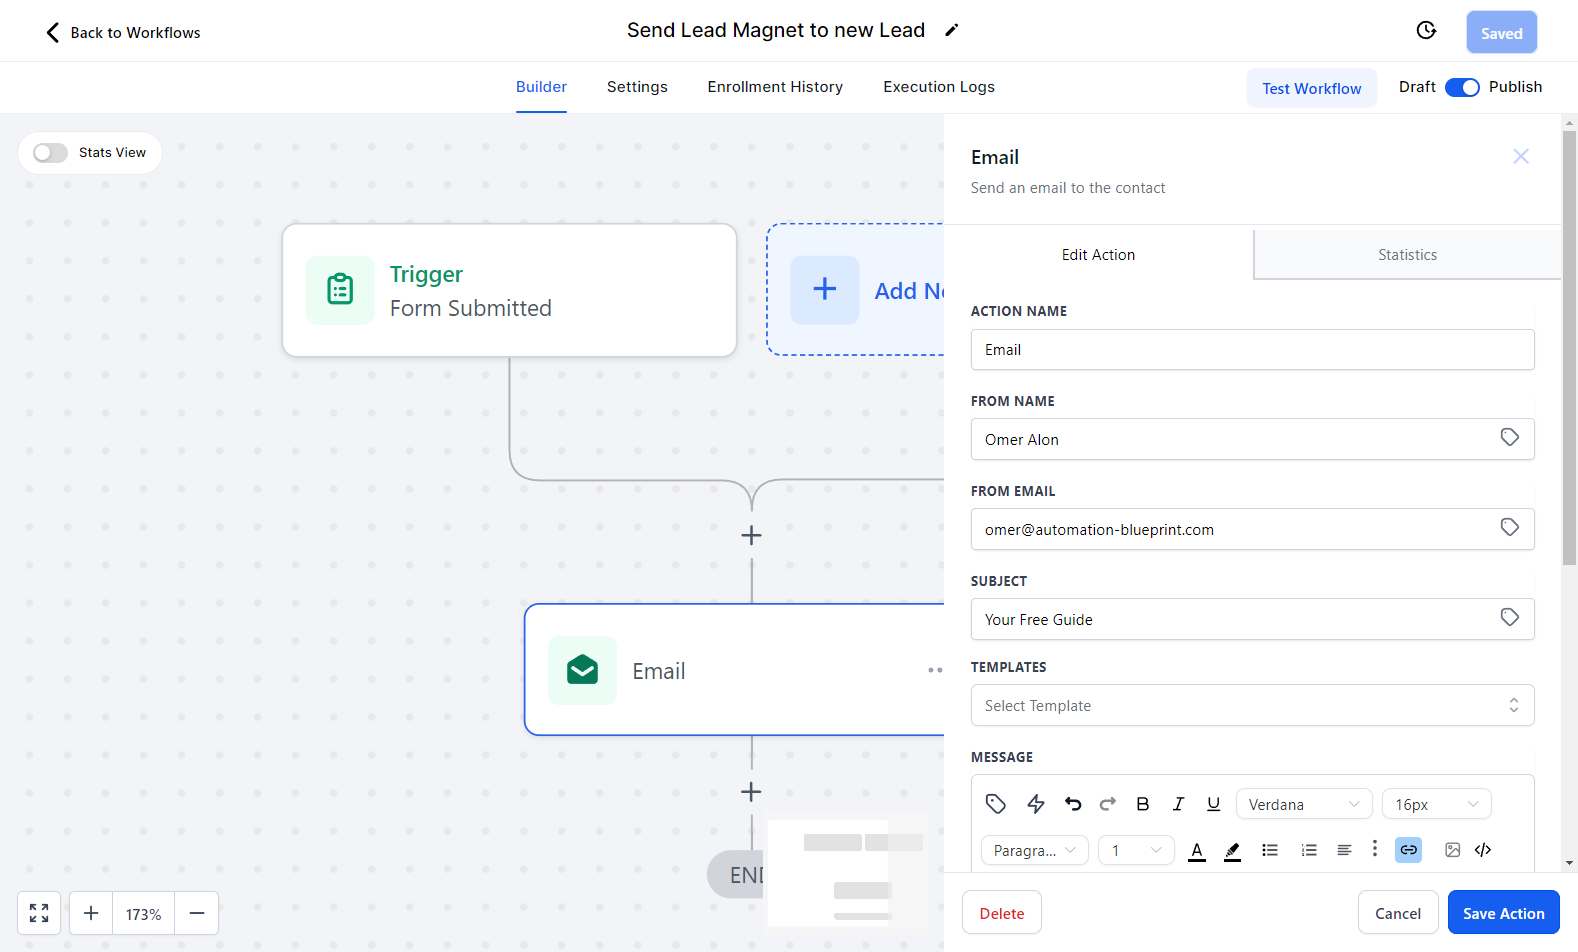 Back to Workflows
Send Lead Magnet to new Lead
Saved
Builder
Settings
Enrollment History
Execution Logs
Test Workflow
Draft
Publish
Stats View
Trigger
Form Submitted
Add Ne
Email
END
173%
Email
Send an email to the contact
Edit Action
Statistics
ACTION NAME
Email
FROM NAME
Omer Alon
FROM EMAIL
omer@automation-blueprint.com
SUBJECT
Your Free Guide
TEMPLATES
Select Template
MESSAGE
B I U Verdana 16px
Paragra... 1 A
Delete
Cancel
Save Action